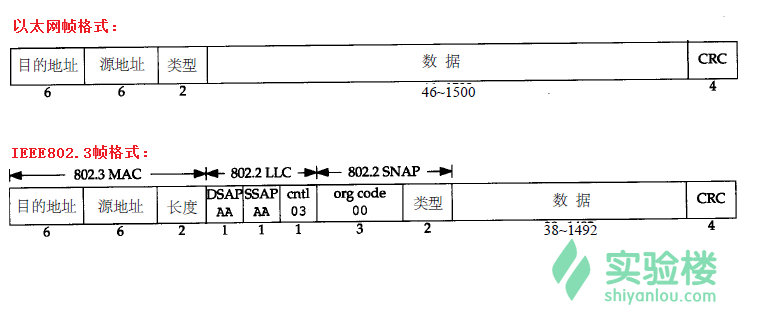 以太网帧格式：
目的地址 源地址 类型 数据 CRC
6 6 2 46~1500 4
IEEE802.3帧格式：
802.3 MAC 802.2 LLC 802.2 SNAP
目的地址 源地址 长度 DSAP AA SSAP AA cntl 03 org code 00 类型 数据 CRC
6 6 2 1 1 1 3 2 38~1492 4
实验楼
shiyanlou.com